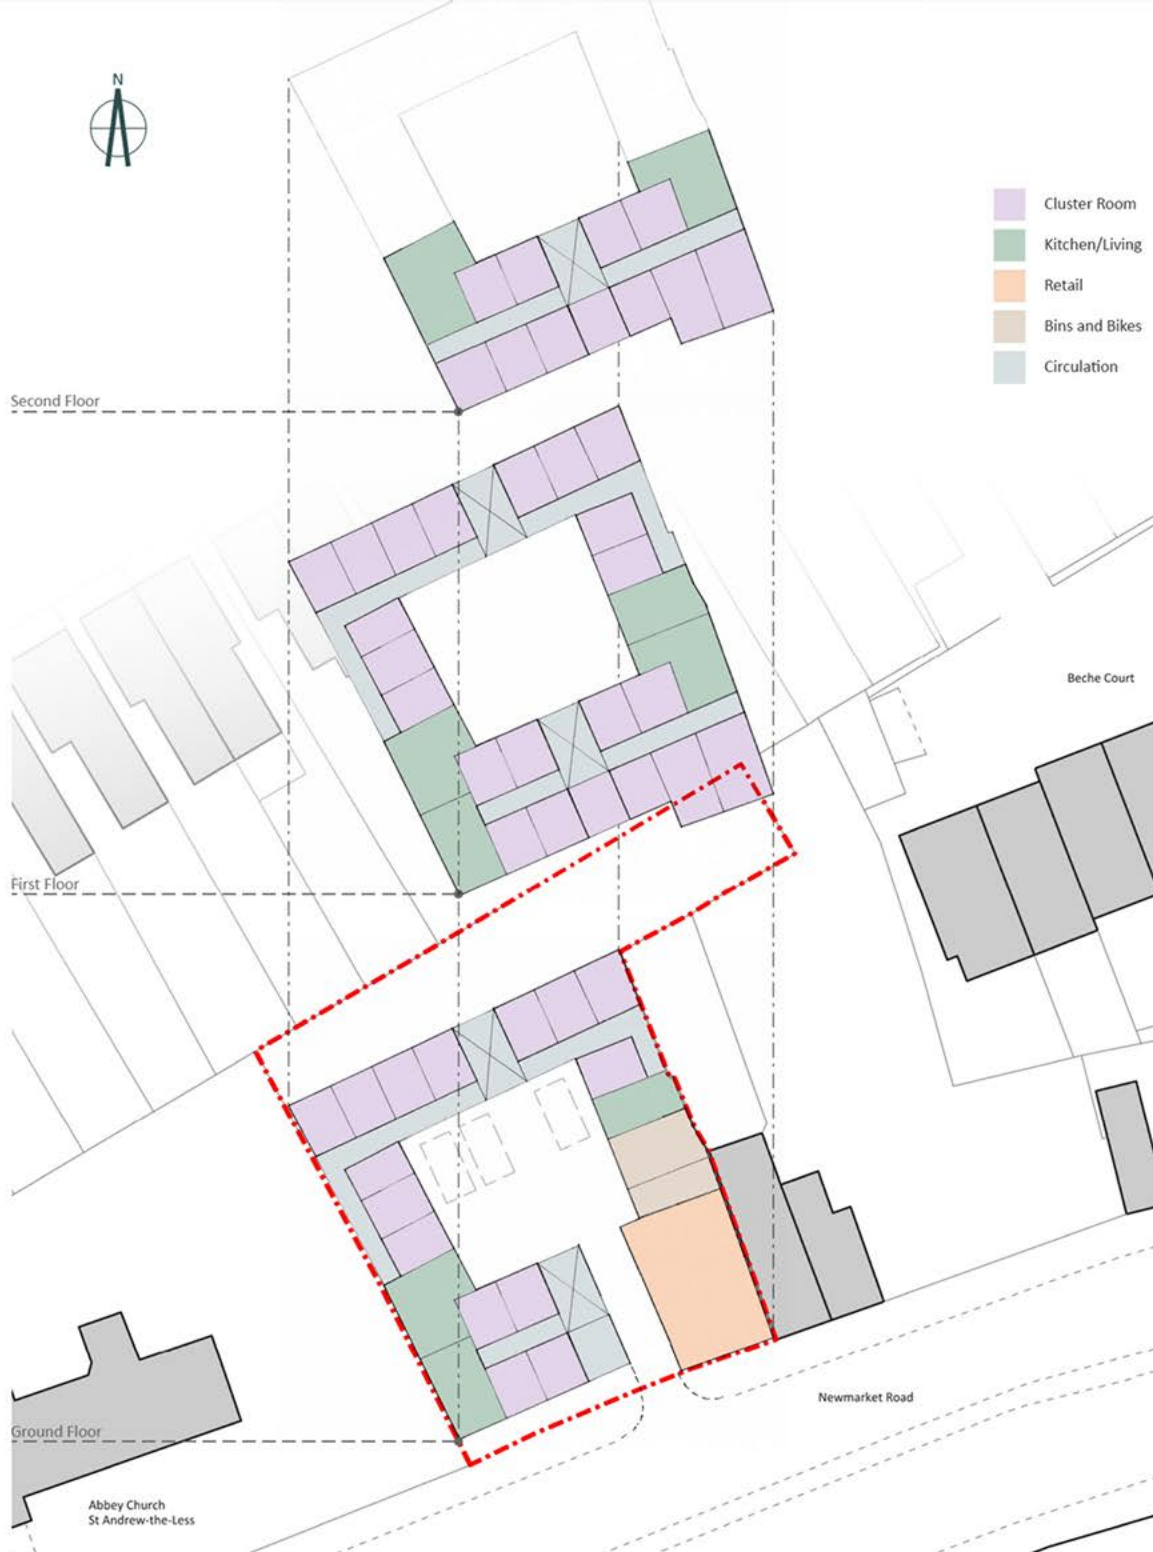 N
Cluster Room
Kitchen/Living
Retail
Bins and Bikes
Circulation
Second Floor
Beche Court
First Floor
Newmarket Road
Ground Floor
Abbey Church
St Andrew-the-Less